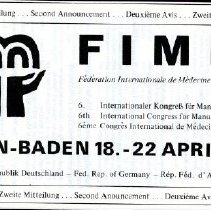 ilung . . . Second Announcement . . . Deuxième Avis . . . Zweite
FIM
Fédération Internationale de Médecine
6. Internationaler Kongreß für Manu
6th International Congress for Manu
6ème Congrès International de Médeci
N-BADEN 18.-22 APRI
publik Deutschland – Fed. Rep. of Germany – Rép. Féd. d'A
Zweite Mitteilung . . . Second Announcement . . . Deuxième Avis